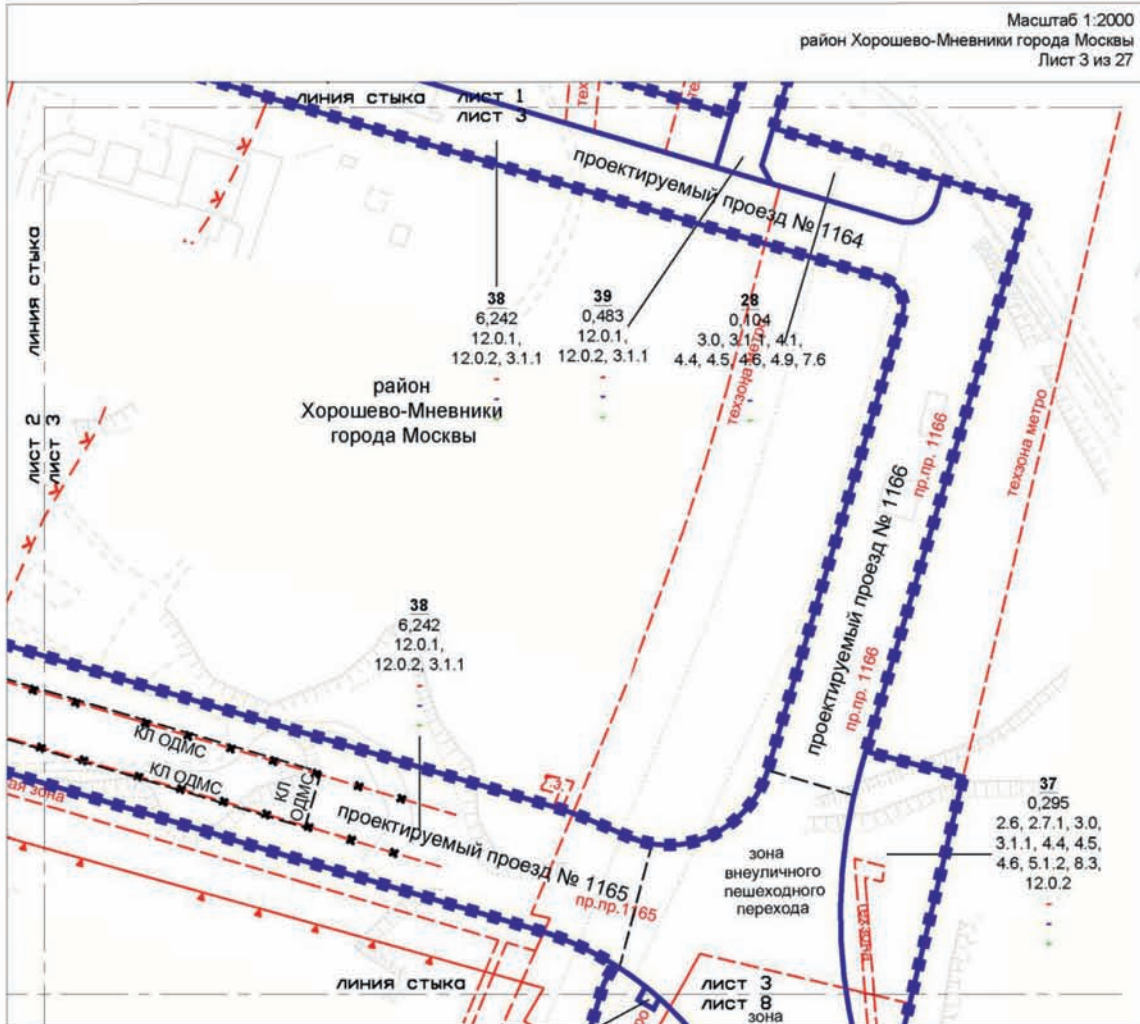 Масштаб 1:2000
район Хорошево-Мневники города Москвы
Лист 3 из 27
линия стыка
лист 1
лист 3
проектируемый проезд № 1164
линия стыка
38
6,242
12.0.1,
12.0.2, 3.1.1
39
0,483
12.0.1,
12.0.2, 3.1.1
28
0,104
3.0, 3.1.1, 4.1,
4.4, 4.5, 4.6, 4.9, 7.6
техзона метро
район
Хорошево-Мневники
города Москвы
лист 2
лист 3
техзона метро
пр.пр. 1166
проектируемый проезд № 1166
пр.пр. 1166
38
6,242
12.0.1,
12.0.2, 3.1.1
КЛ ОДМС
КЛ ОДМС
КЛ
ОДМС
ая зона
проектируемый проезд № 1165
пр.пр.1165
зона
внеуличного
пешеходного
перехода
37
0,295
2.6, 2.7.1, 3.0,
3.1.1, 4.4, 4.5,
4.6, 5.1.2, 8.3,
12.0.2
линия стыка
лист 3
лист 8
зона